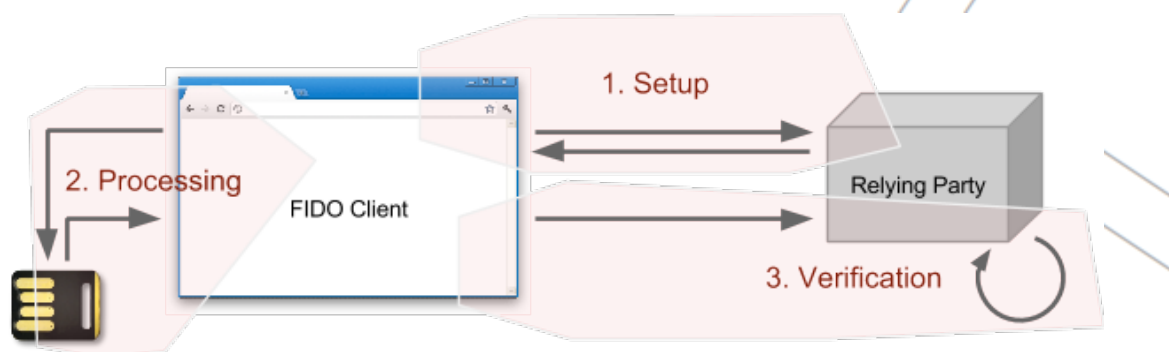 1. Setup
2. Processing
FIDO Client
Relying Party
3. Verification